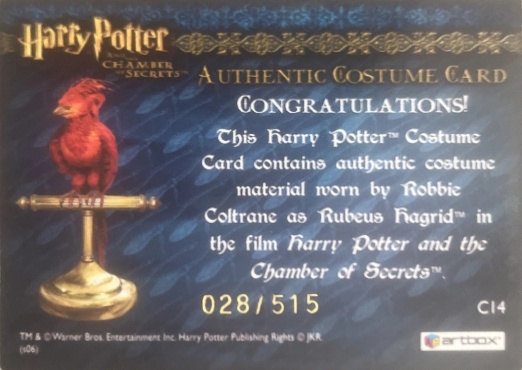 Harry Potter
AND THE
CHAMBER
OF SECRETS™
AUTHENTIC COSTUME CARD
CONGRATULATIONS!
This Harry Potter™ Costume
Card contains authentic costume
material worn by Robbie
Coltrane as Rubeus Hagrid™ in
the film Harry Potter and the
Chamber of Secrets™.
028/515
C14
TM & © Warner Bros. Entertainment Inc. Harry Potter Publishing Rights © JKR.
(s06)
artbox